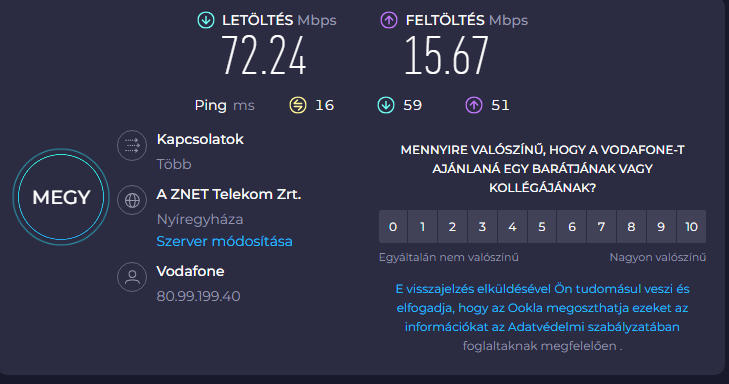 LETÖLTÉS Mbps
FELTÖLTÉS Mbps
72.24
15.67
Ping ms 16 59 51
MEGY
Kapcsolatok
Több
A ZNET Telekom Zrt.
Nyíregyháza
Szerver módosítása
Vodafone
80.99.199.40
MENNYIRE VALÓSZÍNŰ, HOGY A VODAFONE-T
AJÁNLANÁ EGY BARÁTJÁNAK VAGY
KOLLÉGÁJÁNAK?
0 1 2 3 4 5 6 7 8 9 10
Egyáltalán nem valószínű
Nagyon valószínű
E visszajelzés elküldésével Ön tudomásul veszi és
elfogadja, hogy az Ookla megoszthatja ezeket az
információkat az Adatvédelmi szabályzatában
foglaltaknak megfelelően .